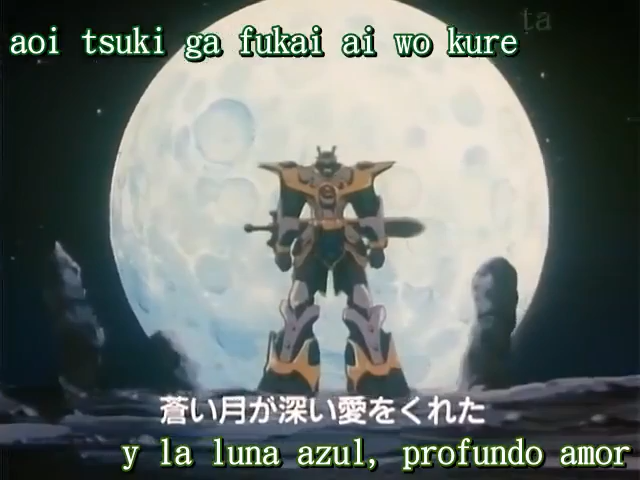 ta
aoi tsuki ga fukai ai wo kure
蒼い月が深い愛をくれた
y la luna azul, profundo amor